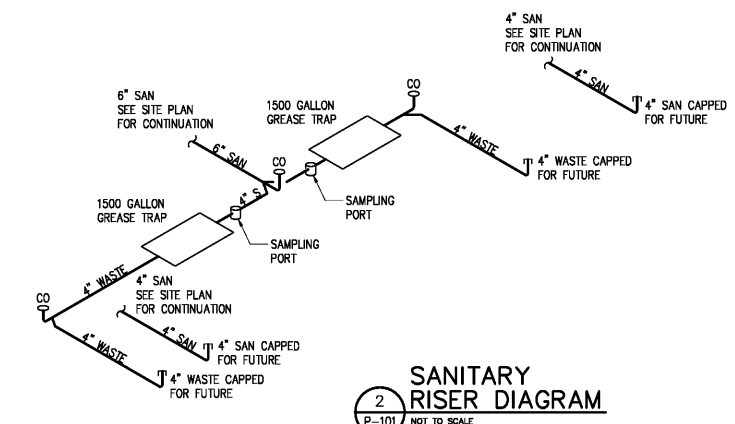 4" SAN
SEE SITE PLAN
FOR CONTINUATION
4" SAN
4" SAN CAPPED
FOR FUTURE
CO
1500 GALLON
GREASE TRAP
4" WASTE
4" WASTE CAPPED
FOR FUTURE
6" SAN
SEE SITE PLAN
FOR CONTINUATION
6" SAN
CO
SAMPLING
PORT
4" S
1500 GALLON
GREASE TRAP
SAMPLING
PORT
4" WASTE
CO
4" SAN
SEE SITE PLAN
FOR CONTINUATION
4" SAN
4" SAN CAPPED
FOR FUTURE
4" WASTE
4" WASTE CAPPED
FOR FUTURE
SANITARY
RISER DIAGRAM
2
P-101
NOT TO SCALE